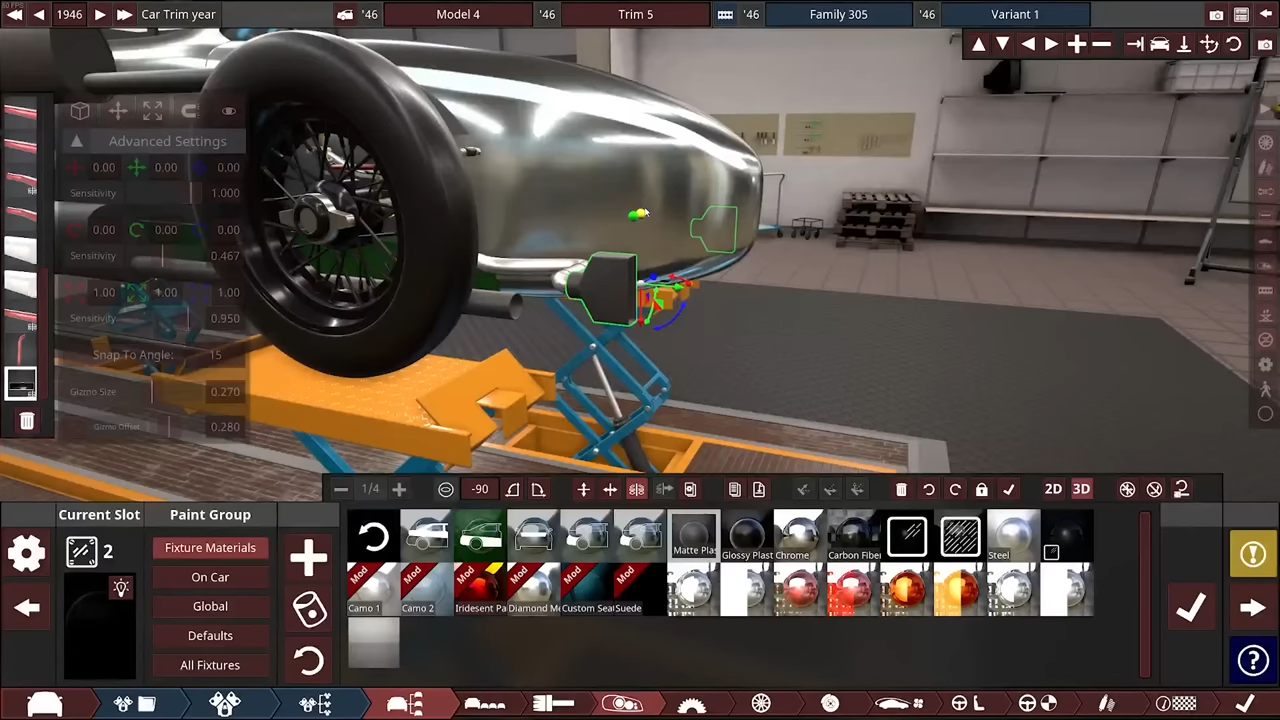 1946 Car Trim year '46 Model 4 '46 Trim 5 '46 Family 305 '46 Variant 1
Advanced Settings
0.00 0.00 0.00
Sensitivity 1.000
0.00 0.00 0.00
Sensitivity 0.467
1.00 1.00 1.00
Sensitivity 0.950
Snap To Angle: 15
Gizmo Size 0.270
Gizmo Offset 0.280
1/4 -90 2D 3D
Current Slot Paint Group
2
Fixture Materials
On Car
Global
Defaults
All Fixtures
Matte Plas Glossy Plast Chrome Carbon Fiber Steel
Mod Mod Mod Mod Mod Mod
Camo 1 Camo 2 Iridesent Pa Diamond Me Custom Sea Suede